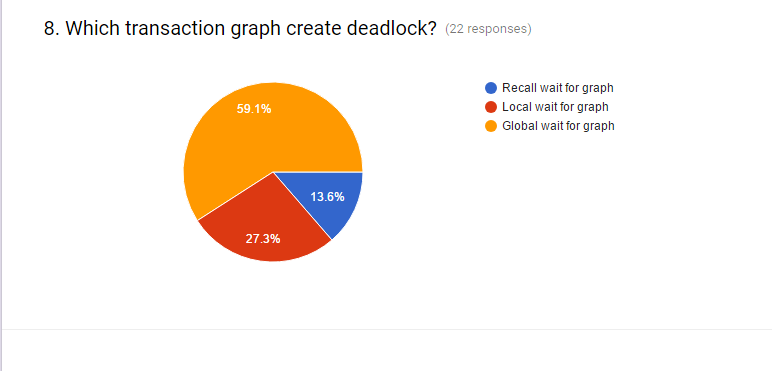 8. Which transaction graph create deadlock? (22 responses)
59.1%
13.6%
27.3%
Recall wait for graph
Local wait for graph
Global wait for graph